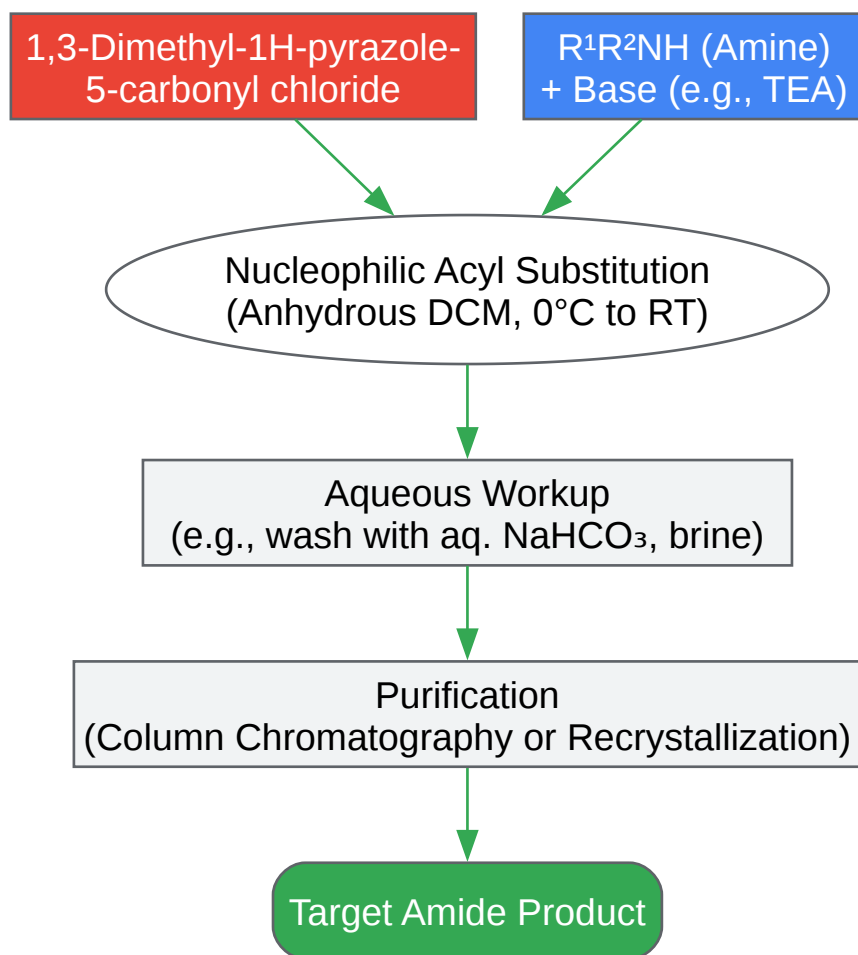 1,3-Dimethyl-1H-pyrazole-
5-carbonyl chloride
R¹R²NH (Amine)
+ Base (e.g., TEA)
Nucleophilic Acyl Substitution
(Anhydrous DCM, 0°C to RT)
Aqueous Workup
(e.g., wash with aq. NaHCO₃, brine)
Purification
(Column Chromatography or Recrystallization)
Target Amide Product